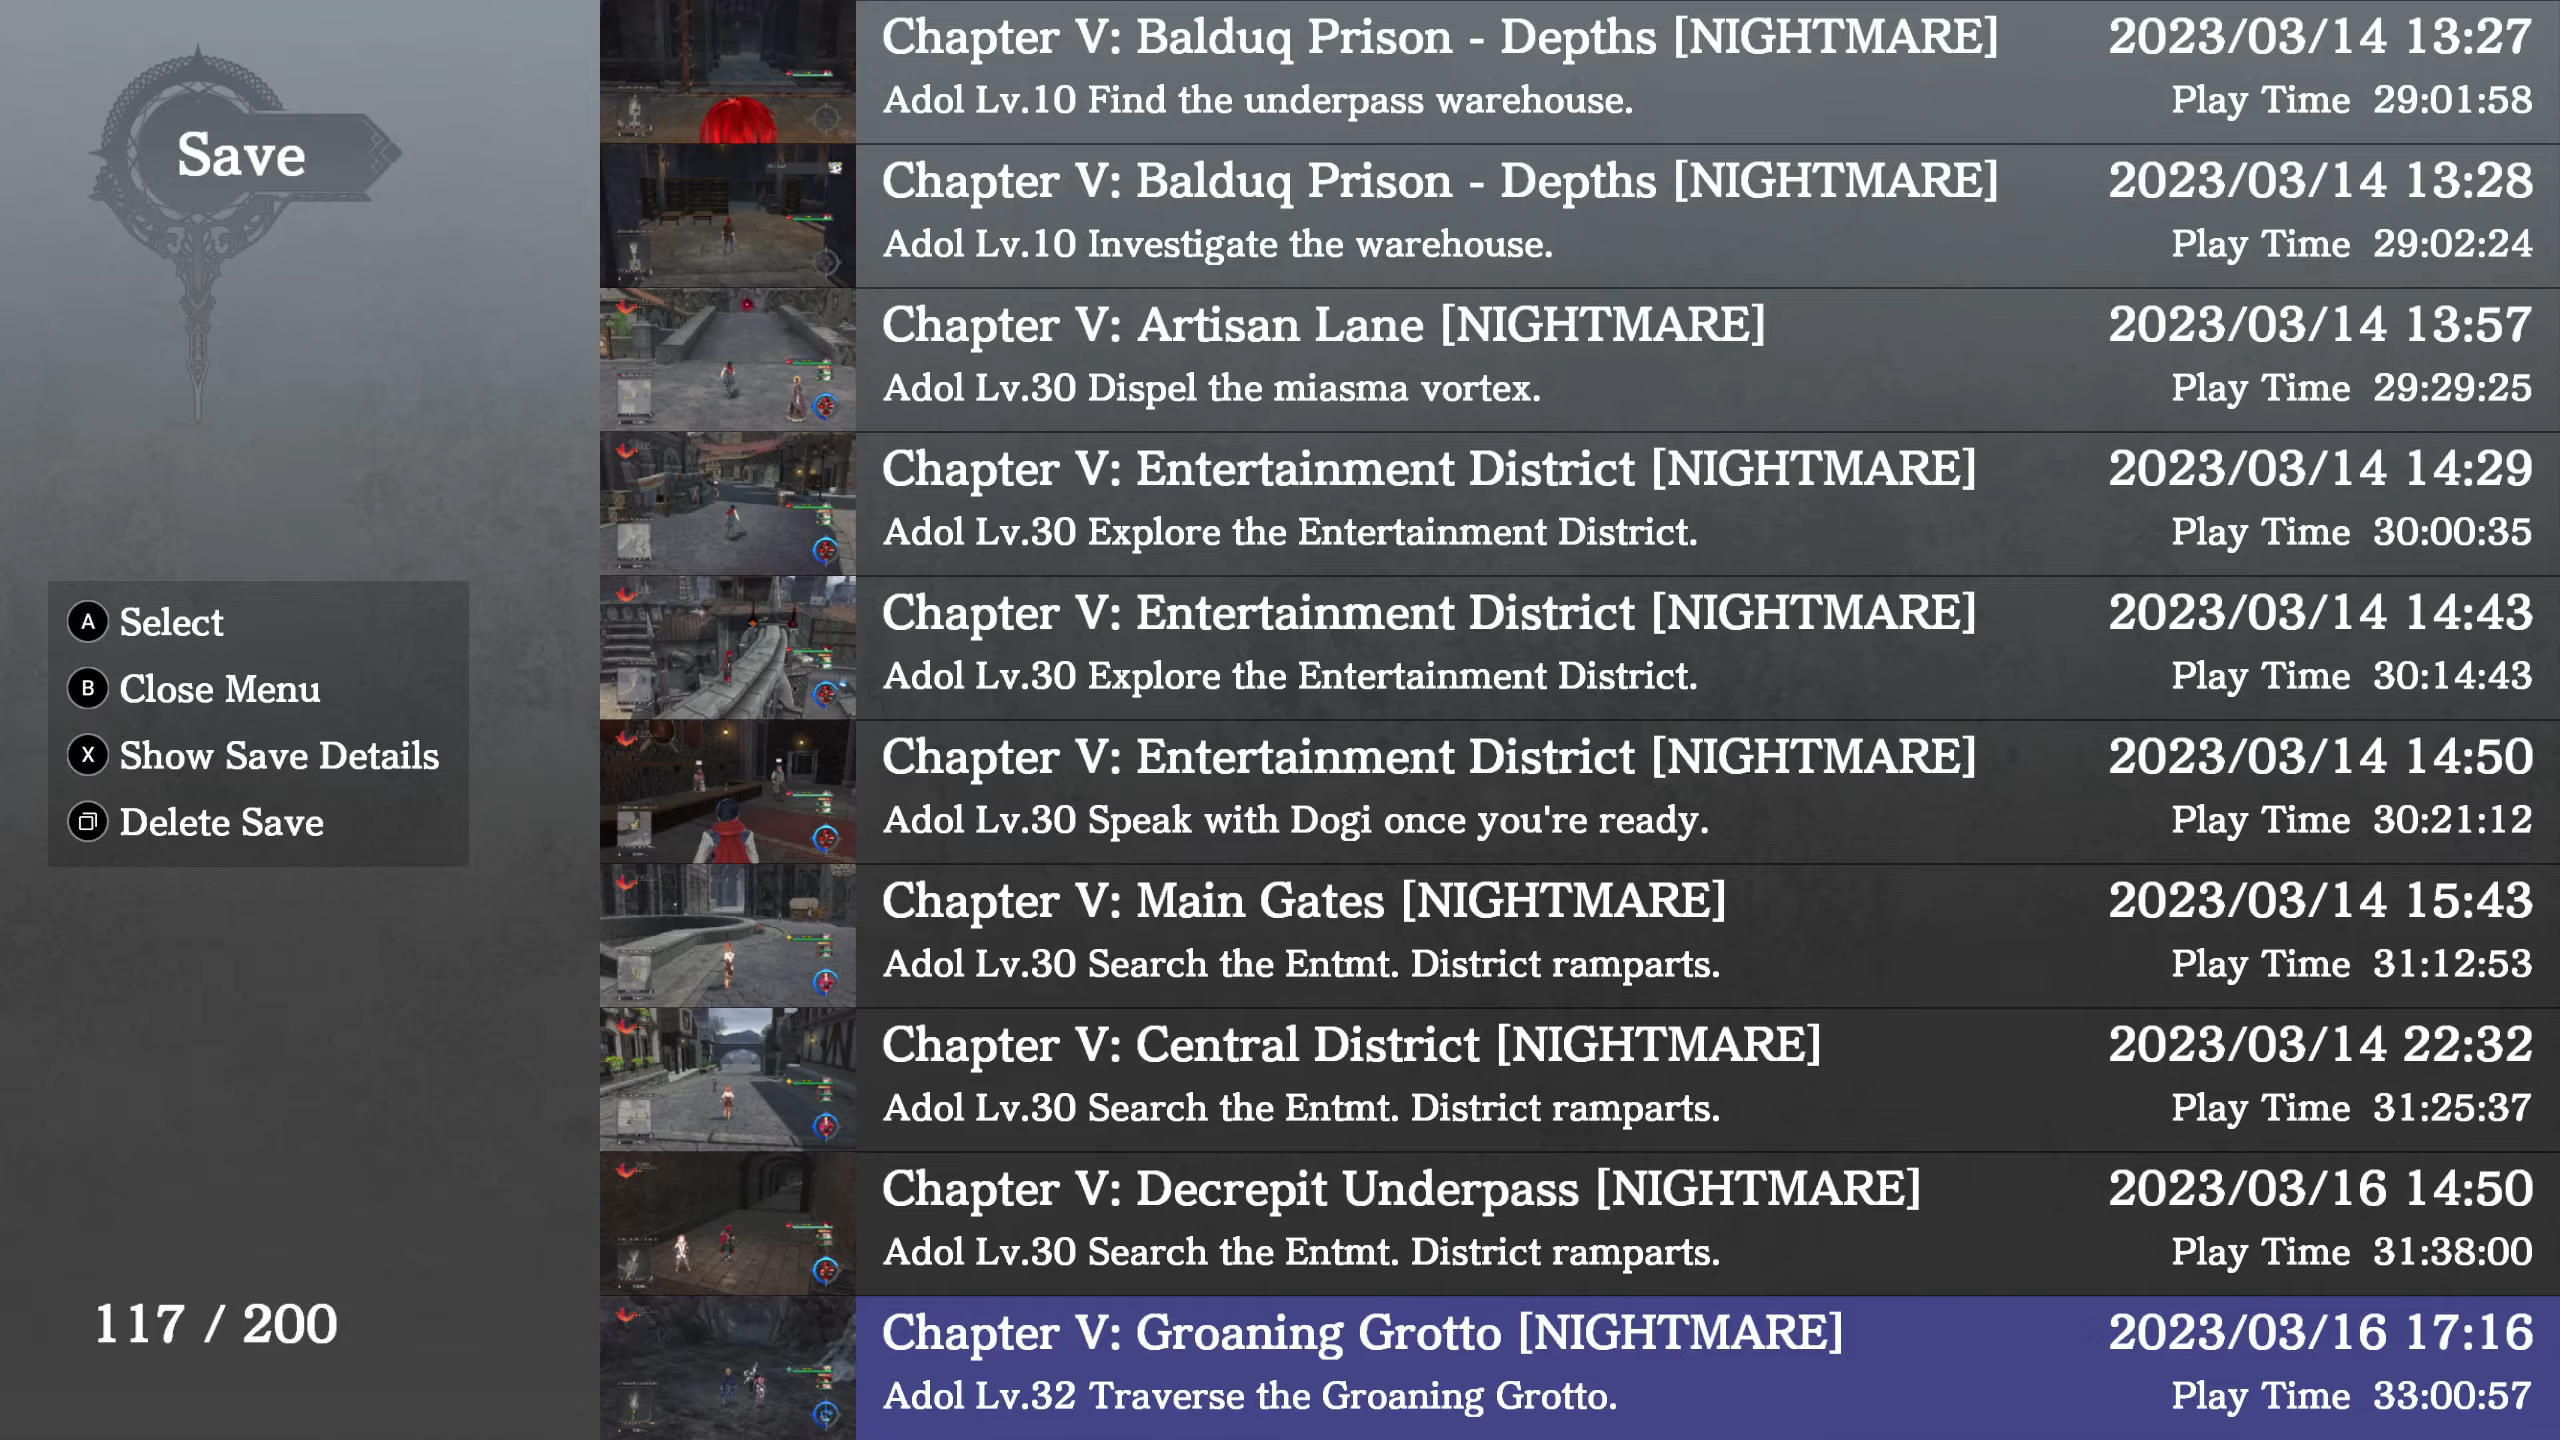 Save
A Select
B Close Menu
X Show Save Details
Delete Save
117 / 200
Chapter V: Balduq Prison - Depths [NIGHTMARE] 2023/03/14 13:27
Adol Lv.10 Find the underpass warehouse. Play Time 29:01:58
Chapter V: Balduq Prison - Depths [NIGHTMARE] 2023/03/14 13:28
Adol Lv.10 Investigate the warehouse. Play Time 29:02:24
Chapter V: Artisan Lane [NIGHTMARE] 2023/03/14 13:57
Adol Lv.30 Dispel the miasma vortex. Play Time 29:29:25
Chapter V: Entertainment District [NIGHTMARE] 2023/03/14 14:29
Adol Lv.30 Explore the Entertainment District. Play Time 30:00:35
Chapter V: Entertainment District [NIGHTMARE] 2023/03/14 14:43
Adol Lv.30 Explore the Entertainment District. Play Time 30:14:43
Chapter V: Entertainment District [NIGHTMARE] 2023/03/14 14:50
Adol Lv.30 Speak with Dogi once you're ready. Play Time 30:21:12
Chapter V: Main Gates [NIGHTMARE] 2023/03/14 15:43
Adol Lv.30 Search the Entmt. District ramparts. Play Time 31:12:53
Chapter V: Central District [NIGHTMARE] 2023/03/14 22:32
Adol Lv.30 Search the Entmt. District ramparts. Play Time 31:25:37
Chapter V: Decrepit Underpass [NIGHTMARE] 2023/03/16 14:50
Adol Lv.30 Search the Entmt. District ramparts. Play Time 31:38:00
Chapter V: Groaning Grotto [NIGHTMARE] 2023/03/16 17:16
Adol Lv.32 Traverse the Groaning Grotto. Play Time 33:00:57